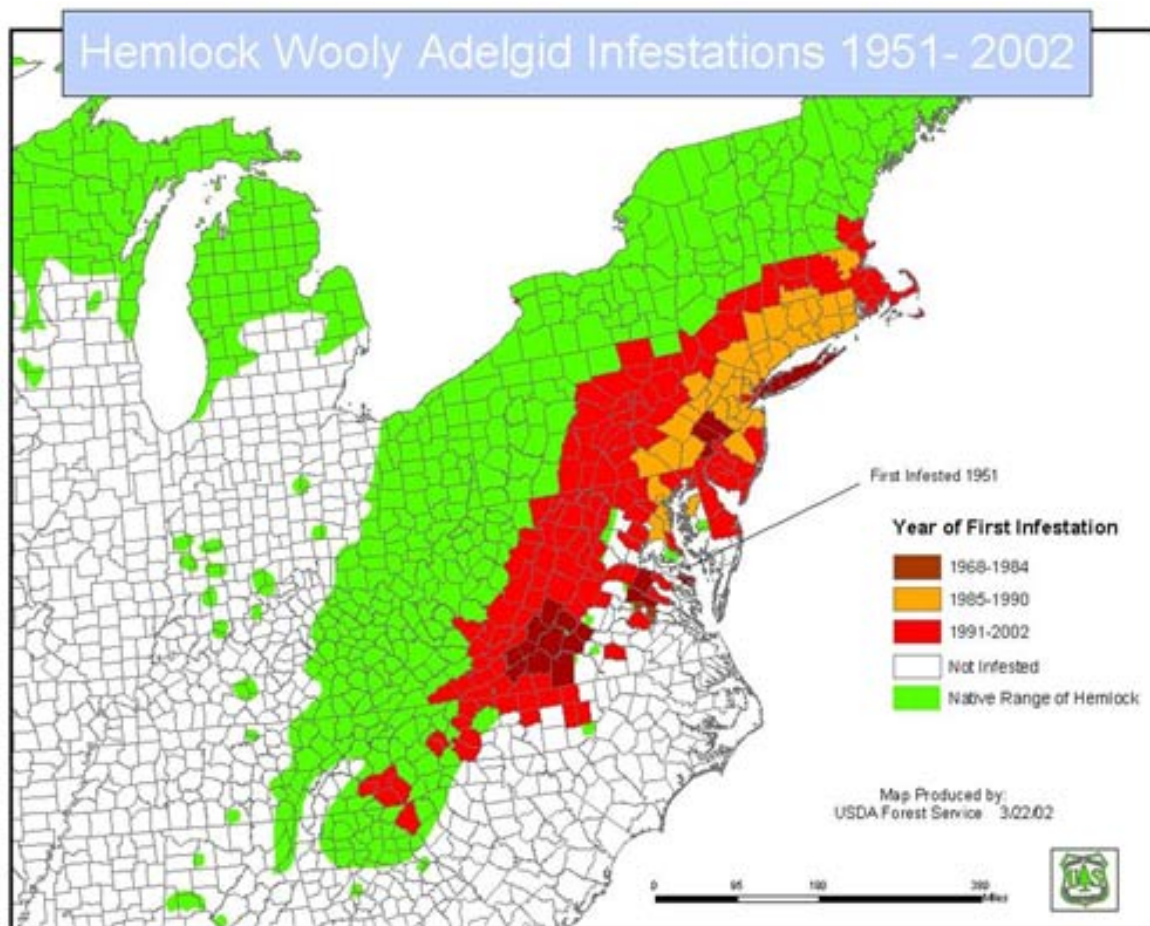 Hemlock Wooly Adelgid Infestations 1951- 2002
First Infested 1951
Year of First Infestation
1968-1984
1985-1990
1991-2002
Not Infested
Native Range of Hemlock
Map Produced by:
USDA Forest Service 3/22/02
0 95 190 380
Miles
UAS